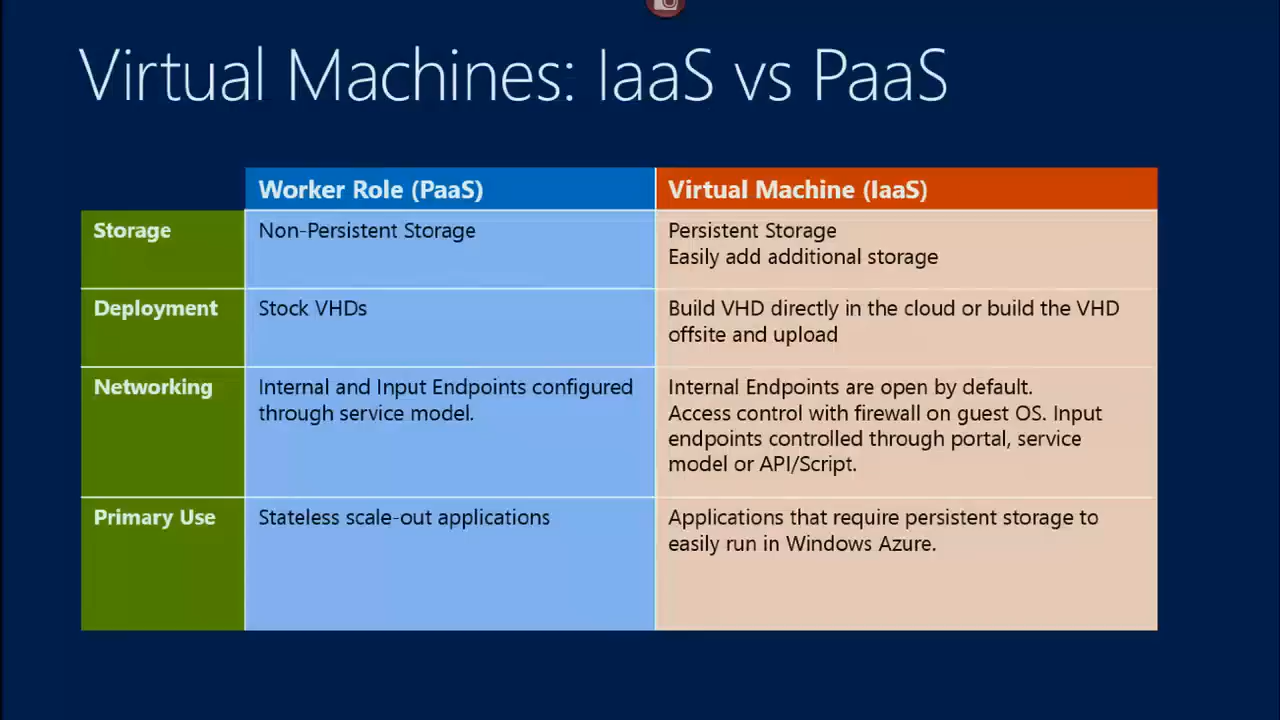 Virtual Machines: IaaS vs PaaS
Worker Role (PaaS)
Virtual Machine (IaaS)
Storage
Non-Persistent Storage
Persistent Storage
Easily add additional storage
Deployment
Stock VHDs
Build VHD directly in the cloud or build the VHD
offsite and upload
Networking
Internal and Input Endpoints configured
through service model.
Internal Endpoints are open by default.
Access control with firewall on guest OS. Input
endpoints controlled through portal, service
model or API/Script.
Primary Use
Stateless scale-out applications
Applications that require persistent storage to
easily run in Windows Azure.